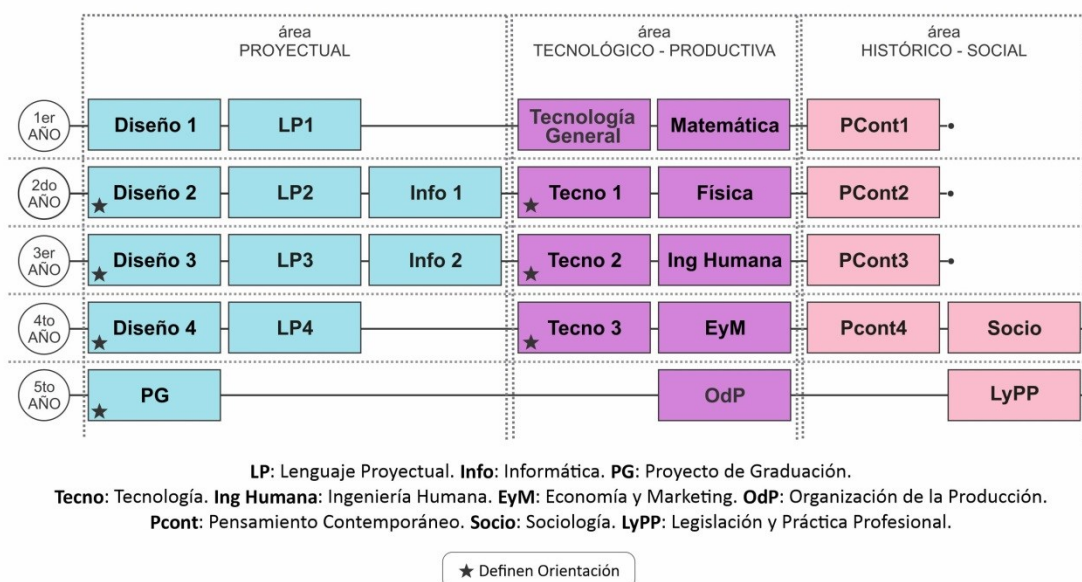 área
PROYECTUAL
área
TECNOLÓGICO - PRODUCTIVA
área
HISTÓRICO - SOCIAL
1er
AÑO
Diseño 1
LP1
Tecnología
General
Matemática
PCont1
2do
AÑO
★ Diseño 2
LP2
Info 1
★ Tecno 1
Física
PCont2
3er
AÑO
★ Diseño 3
LP3
Info 2
★ Tecno 2
Ing Humana
PCont3
4to
AÑO
★ Diseño 4
LP4
★ Tecno 3
EyM
Pcont4
Socio
5to
AÑO
★ PG
OdP
LyPP
LP: Lenguaje Proyectual. Info: Informática. PG: Proyecto de Graduación.
Tecno: Tecnología. Ing Humana: Ingeniería Humana. EyM: Economía y Marketing. OdP: Organización de la Producción.
Pcont: Pensamiento Contemporáneo. Socio: Sociología. LyPP: Legislación y Práctica Profesional.
★ Definen Orientación